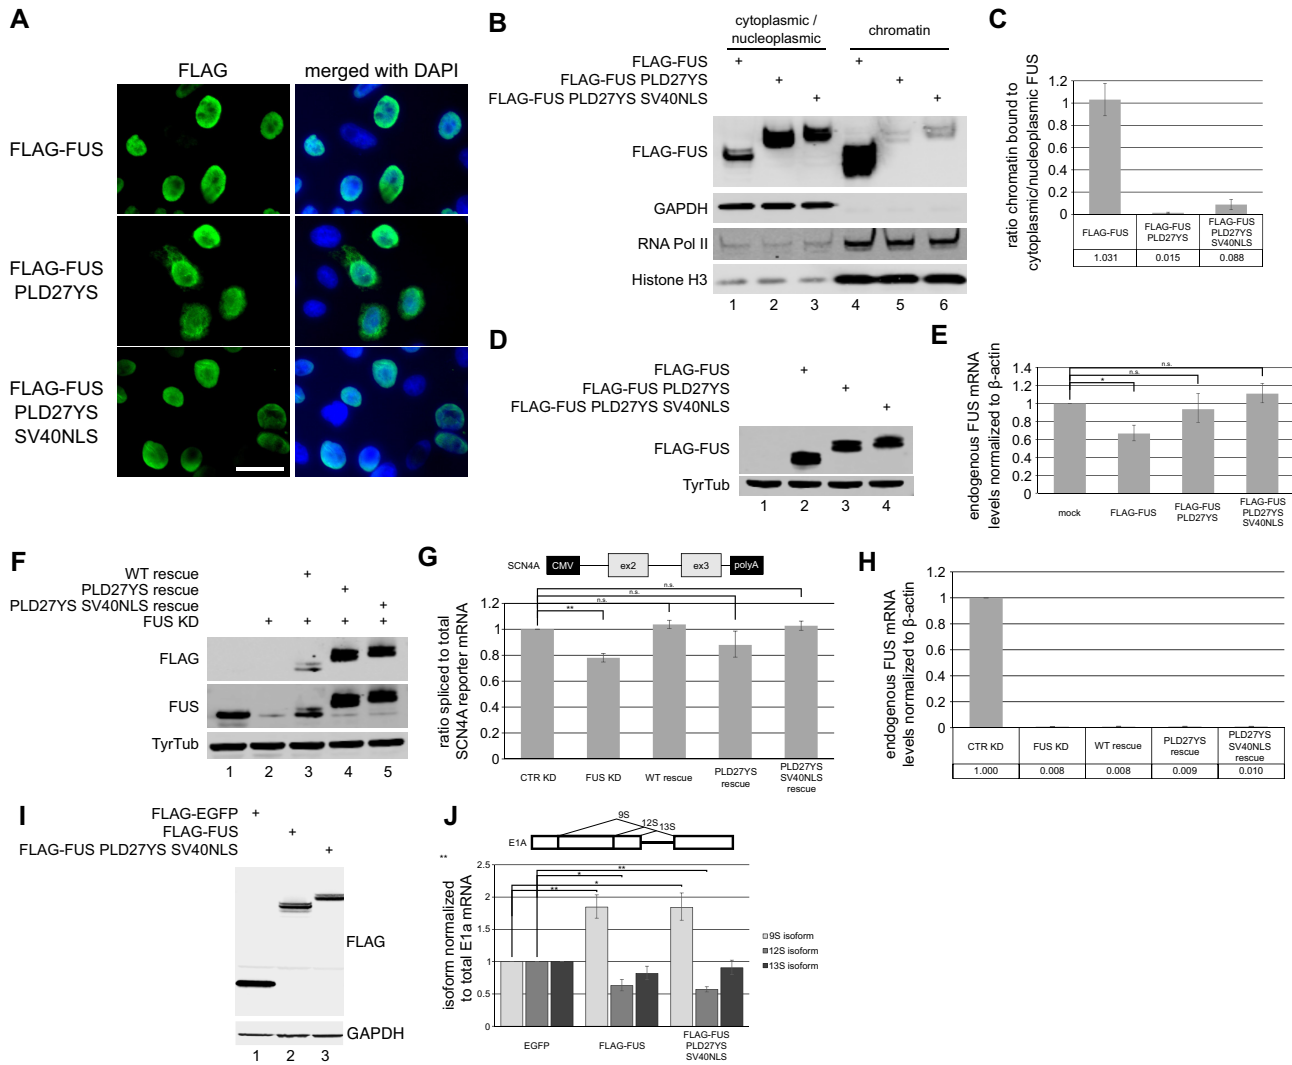 A
FLAG
merged with DAPI
FLAG-FUS
FLAG-FUS
PLD27YS
FLAG-FUS
PLD27YS
SV40NLS
B
cytoplasmic /
nucleoplasmic
chromatin
FLAG-FUS + +
FLAG-FUS PLD27YS + +
FLAG-FUS PLD27YS SV40NLS + +
FLAG-FUS
GAPDH
RNA Pol II
Histone H3
1 2 3 4 5 6
C
ratio chromatin bound to
cytoplasmic/nucleoplasmic FUS
1.2
1
0.8
0.6
0.4
0.2
0
FLAG-FUS
FLAG-FUS
PLD27YS
FLAG-FUS
PLD27YS
SV40NLS
1.031 0.015 0.088
D
FLAG-FUS +
FLAG-FUS PLD27YS +
FLAG-FUS PLD27YS SV40NLS +
FLAG-FUS
TyrTub
1 2 3 4
E
endogenous FUS mRNA
levels normalized to β-actin
1.4
1.2
1
0.8
0.6
0.4
0.2
0
n.s.
n.s.
*
mock
FLAG-FUS
FLAG-FUS
PLD27YS
FLAG-FUS
PLD27YS
SV40NLS
F
WT rescue +
PLD27YS rescue +
PLD27YS SV40NLS rescue +
FUS KD + + + +
FLAG
FUS
TyrTub
1 2 3 4 5
G
SCN4A CMV ex2 ex3 polyA
ratio spliced to total
SCN4A reporter mRNA
1.2
1
0.8
0.6
0.4
0.2
0
n.s.
n.s.
n.s.
**
CTR KD
FUS KD
WT rescue
PLD27YS
rescue
PLD27YS
SV40NLS
rescue
H
endogenous FUS mRNA
levels normalized to β-actin
1.2
1
0.8
0.6
0.4
0.2
0
CTR KD
FUS KD
WT rescue
PLD27YS
rescue
PLD27YS
SV40NLS
rescue
1.000 0.008 0.008 0.009 0.010
I
FLAG-EGFP +
FLAG-FUS +
FLAG-FUS PLD27YS SV40NLS +
FLAG
GAPDH
1 2 3
J
9S
12S
13S
E1A
**
isoform normalized
to total E1a mRNA
2.5
2
1.5
1
0.5
0
**
*
*
**
9S isoform
12S isoform
13S isoform
EGFP
FLAG-FUS
FLAG-FUS
PLD27YS
SV40NLS